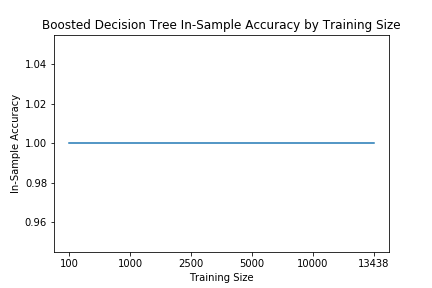 Boosted Decision Tree In-Sample Accuracy by Training Size
1.04
1.02
1.00
0.98
0.96
In-Sample Accuracy
100 1000 2500 5000 10000 13438
Training Size